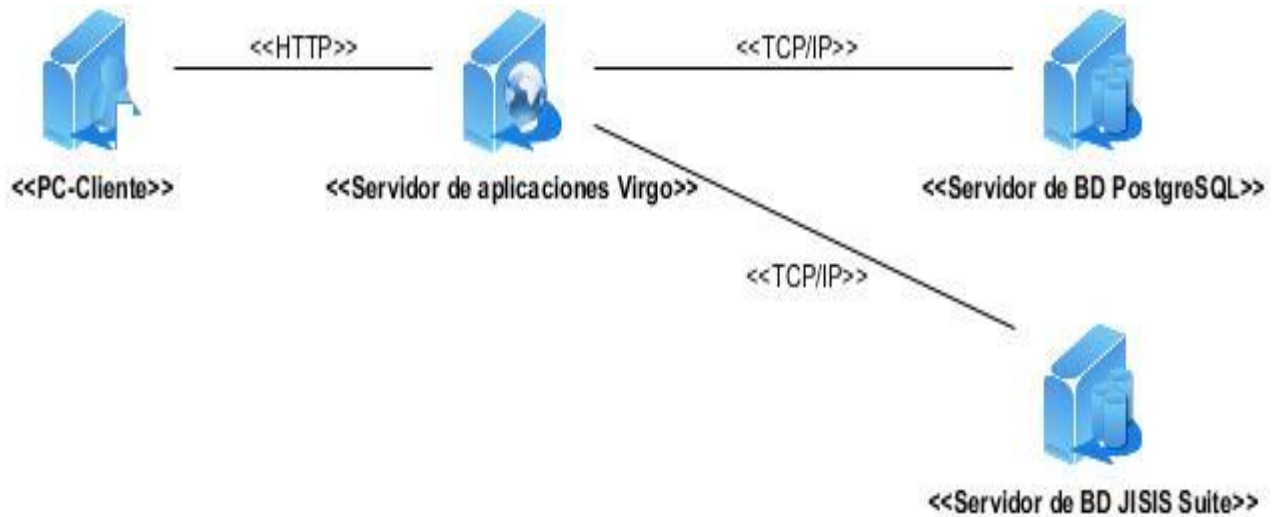 <<HTTP>>
<<TCP/IP>>
<<PC-Cliente>>
<<Servidor de aplicaciones Virgo>>
<<Servidor de BD PostgreSQL>>
<<TCP/IP>>
<<Servidor de BD JISIS Suite>>